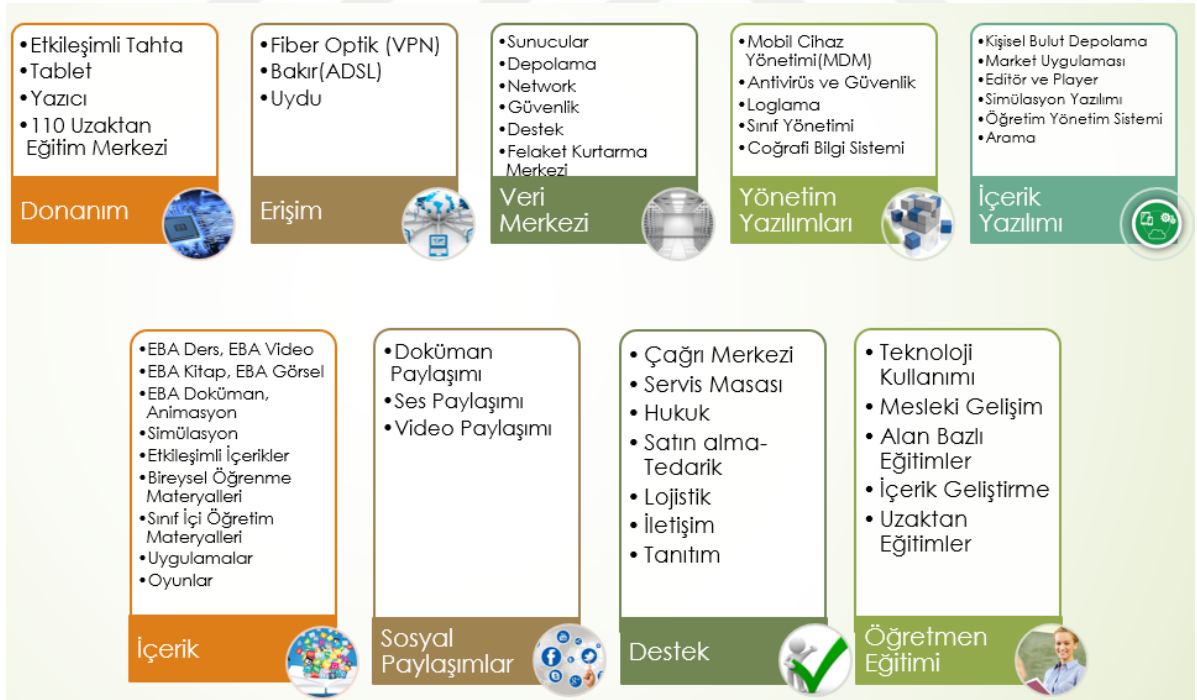 •Etkileşimli Tahta
•Tablet
•Yazıcı
•110 Uzaktan
Eğitim Merkezi
Donanım
•Fiber Optik (VPN)
•Bakır(ADSL)
•Uydu
Erişim
•Sunucular
•Depolama
•Network
•Güvenlik
•Destek
•Felaket Kurtarma
Merkezi
Veri
Merkezi
•Mobil Cihaz
Yönetimi(MDM)
•Antivirüs ve Güvenlik
•Loglama
•Sınıf Yönetimi
•Coğrafi Bilgi Sistemi
Yönetim
Yazılımları
•Kişisel Bulut Depolama
•Market Uygulaması
•Editör ve Player
•Simülasyon Yazılımı
•Öğretim Yönetim Sistemi
•Arama
İçerik
Yazılımı
•EBA Ders, EBA Video
•EBA Kitap, EBA Görsel
•EBA Doküman,
Animasyon
•Simülasyon
•Etkileşimli İçerikler
•Bireysel Öğrenme
Materyalleri
•Sınıf İçi Öğretim
Materyalleri
•Uygulamalar
•Oyunlar
İçerik
•Doküman
Paylaşımı
•Ses Paylaşımı
•Video Paylaşımı
Sosyal
Paylaşımlar
• Çağrı Merkezi
• Servis Masası
• Hukuk
• Satın alma-
Tedarik
• Lojistik
• İletişim
• Tanıtım
Destek
• Teknoloji
Kullanımı
• Mesleki Gelişim
• Alan Bazlı
Eğitimler
• İçerik Geliştirme
• Uzaktan
Eğitimler
Öğretmen
Eğitimi